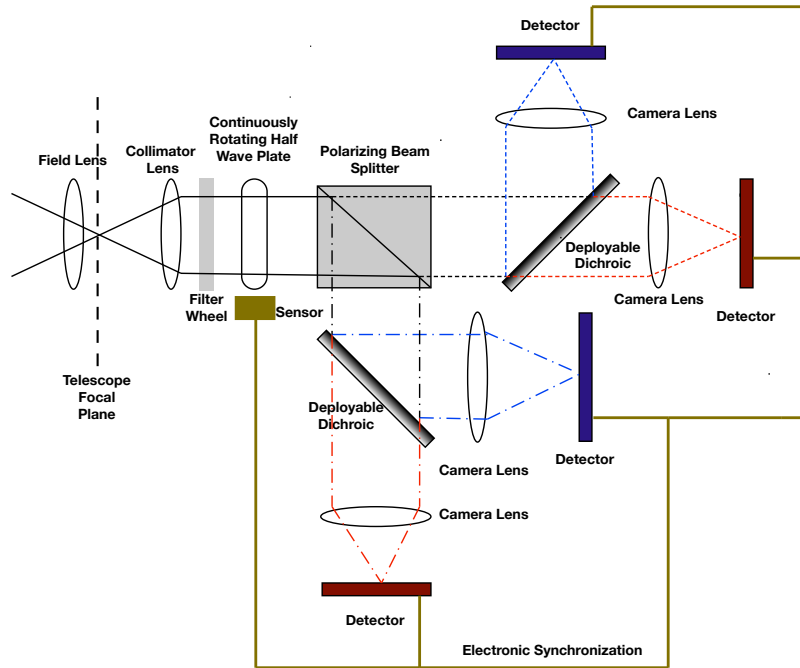 Detector
Camera Lens
Continuously
Rotating Half
Wave Plate
Collimator
Lens
Polarizing Beam
Splitter
Field Lens
Deployable
Dichroic
Camera Lens
Detector
Filter
Wheel
Sensor
Telescope
Focal
Plane
Deployable
Dichroic
Detector
Camera Lens
Camera Lens
Detector
Electronic Synchronization